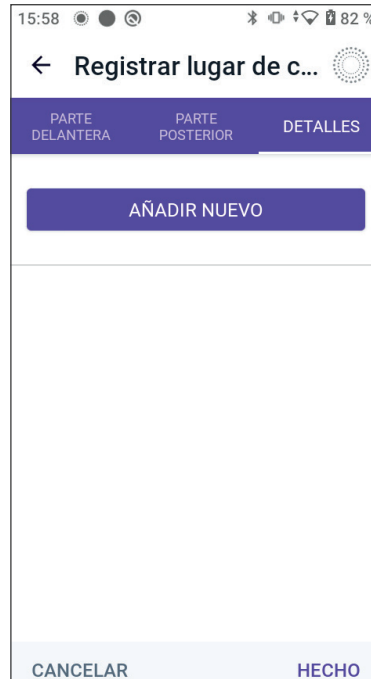 15:58 82 %
Registrar lugar de c...
PARTE DELANTERA
PARTE POSTERIOR
DETALLES
AÑADIR NUEVO
CANCELAR HECHO